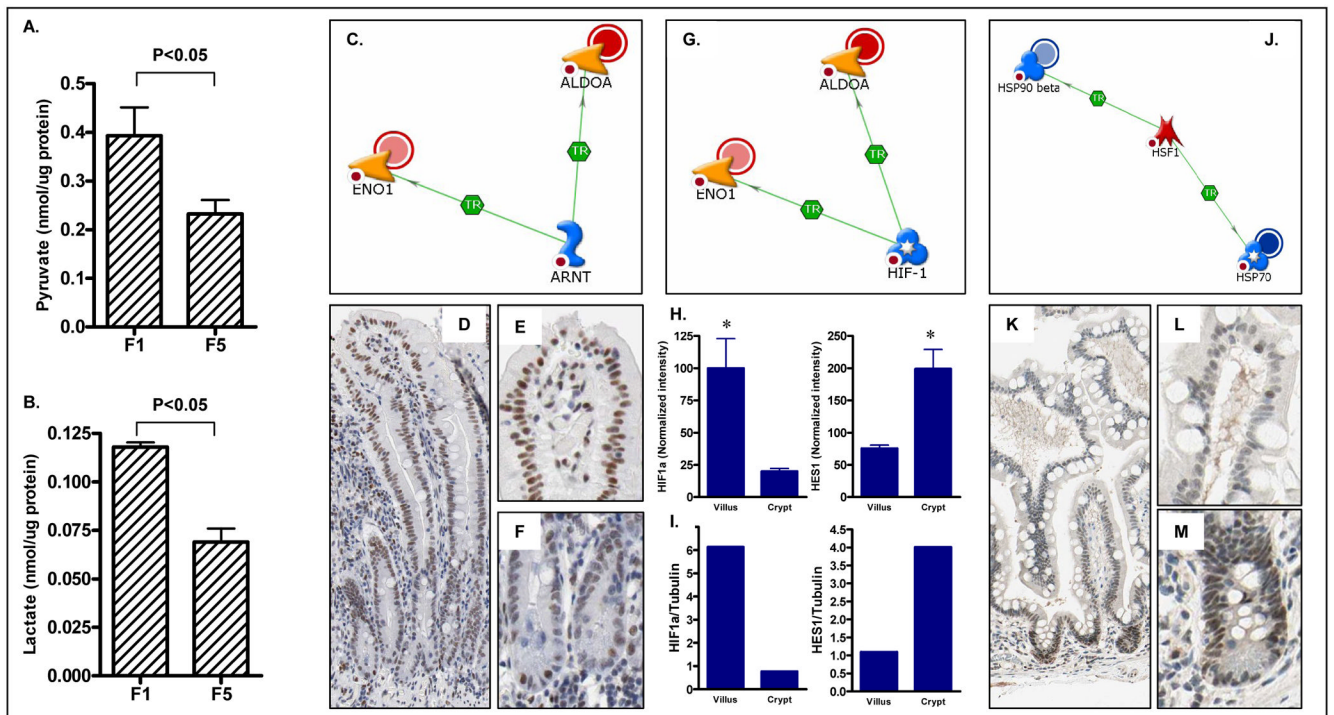 A.
P<0.05
Pyruvate (nmol/ug protein)
0.5
0.4
0.3
0.2
0.1
0.0
F1 F5
B.
P<0.05
Lactate (nmol/ug protein)
0.125
0.100
0.075
0.050
0.025
0.000
F1 F5
C.
ALDOA
TR
ENO1
TR
ARNT
D
E
F
G.
ALDOA
TR
ENO1
TR
HIF-1
H.
HIF1a (Normalized intensity)
125
100
75
50
25
0
*
Villus Crypt
HES1 (Normalized intensity)
250
200
150
100
50
0
*
Villus Crypt
I.
HIF1a/Tubulin
6
5
4
3
2
1
0
Villus Crypt
HES1/Tubulin
4.5
4.0
3.5
3.0
2.5
2.0
1.5
1.0
0.5
0.0
Villus Crypt
J.
HSP90 beta
TR
HSF1
TR
HSP70
K
L
M